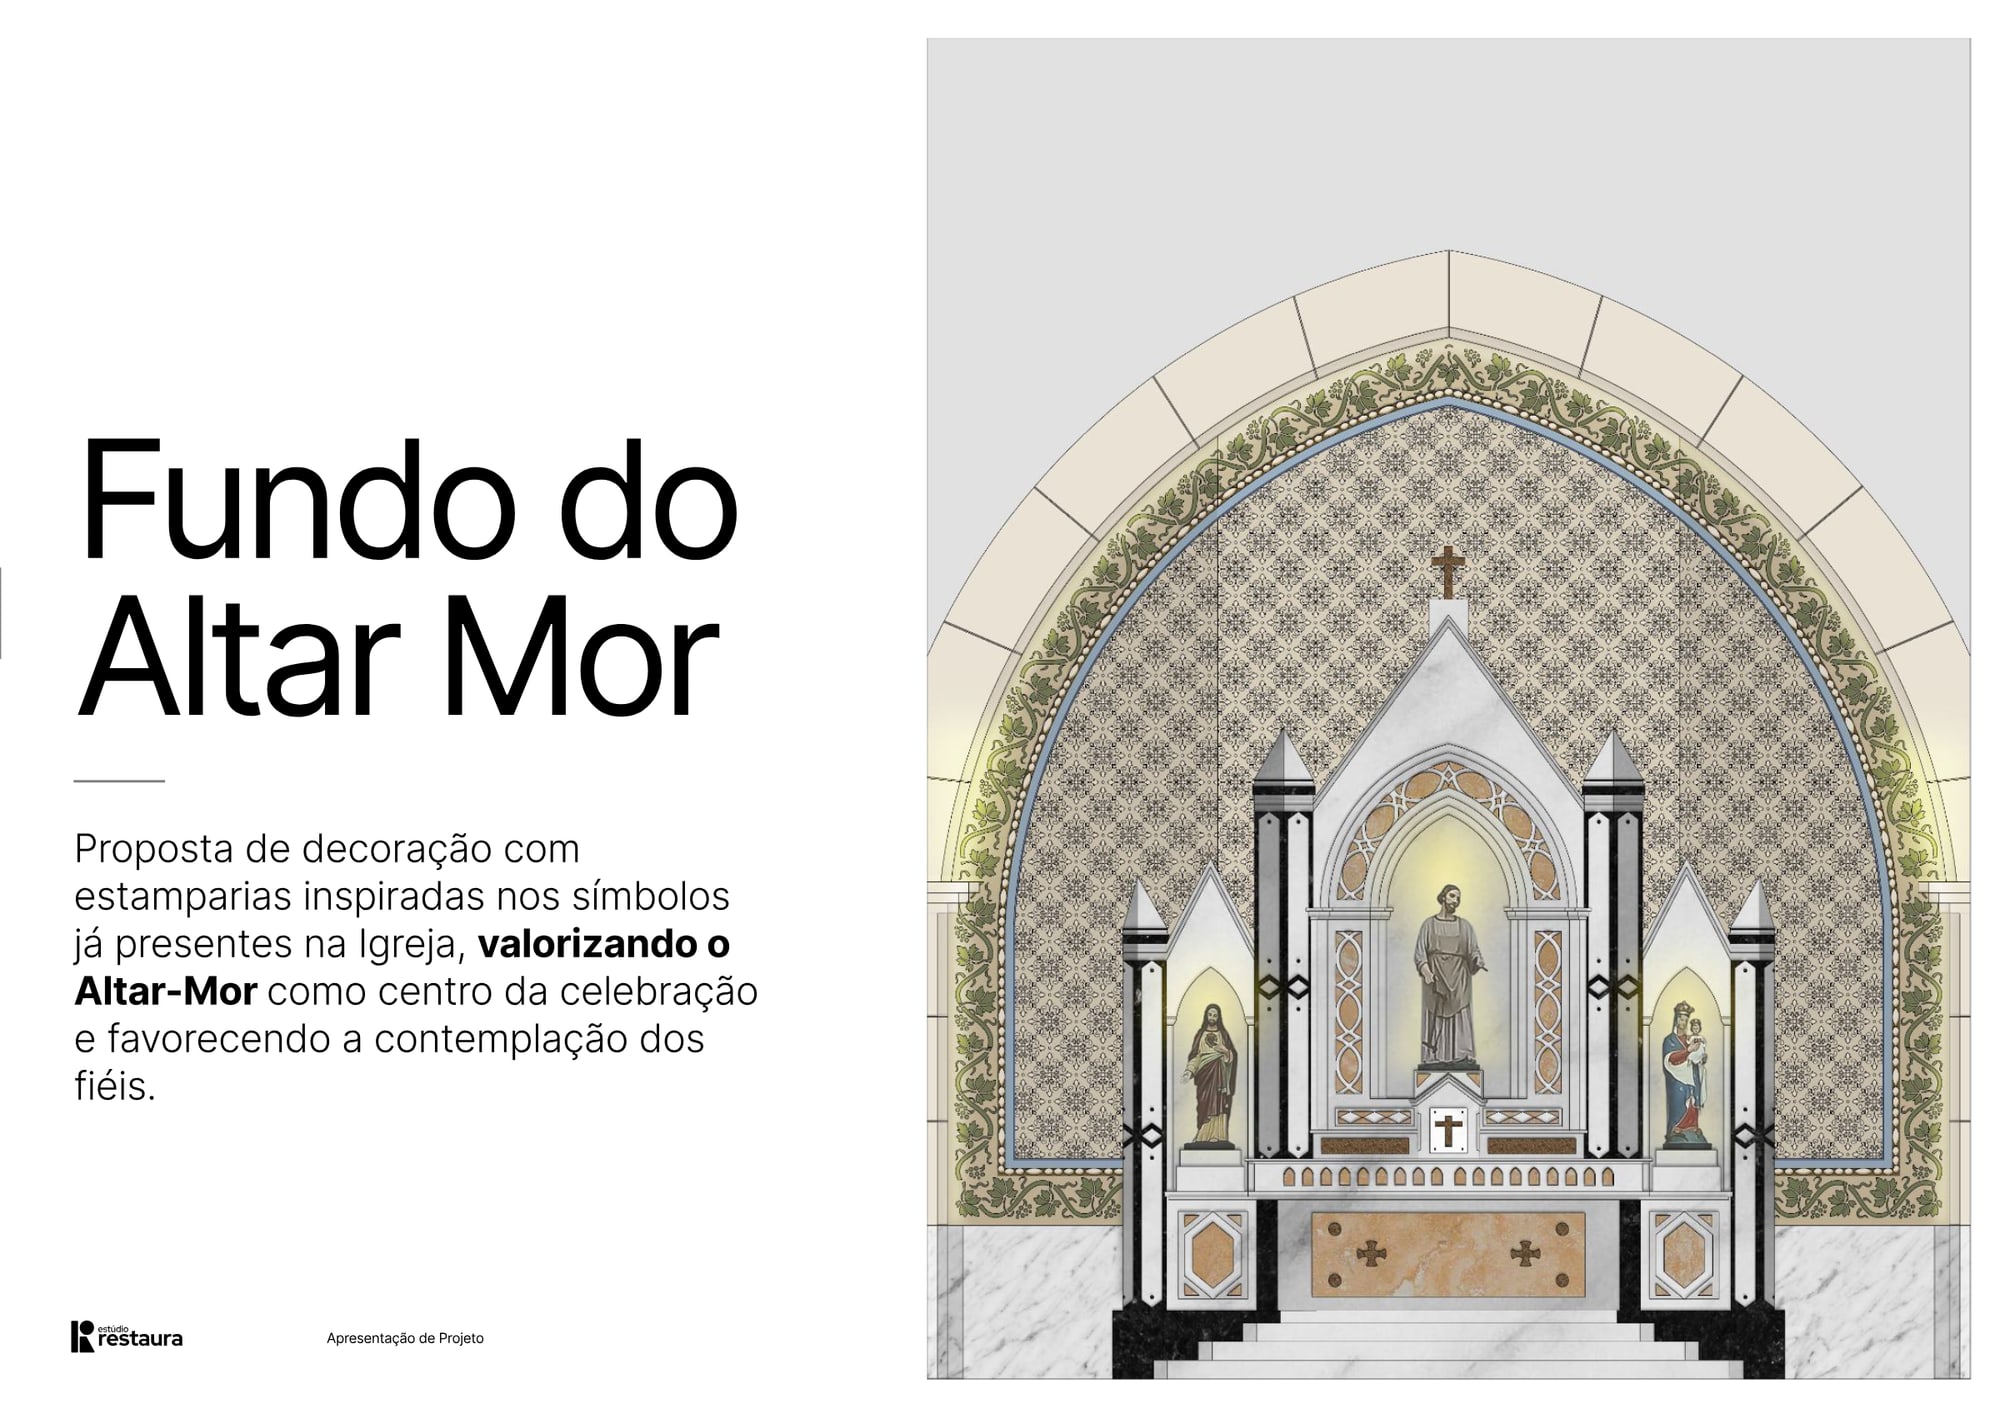 Fundo do
Altar Mor
Proposta de decoração com
estamparias inspiradas nos símbolos
já presentes na Igreja, valorizando o
Altar-Mor como centro da celebração
e favorecendo a contemplação dos
fiéis.
estúdio
restaura
Apresentação de Projeto